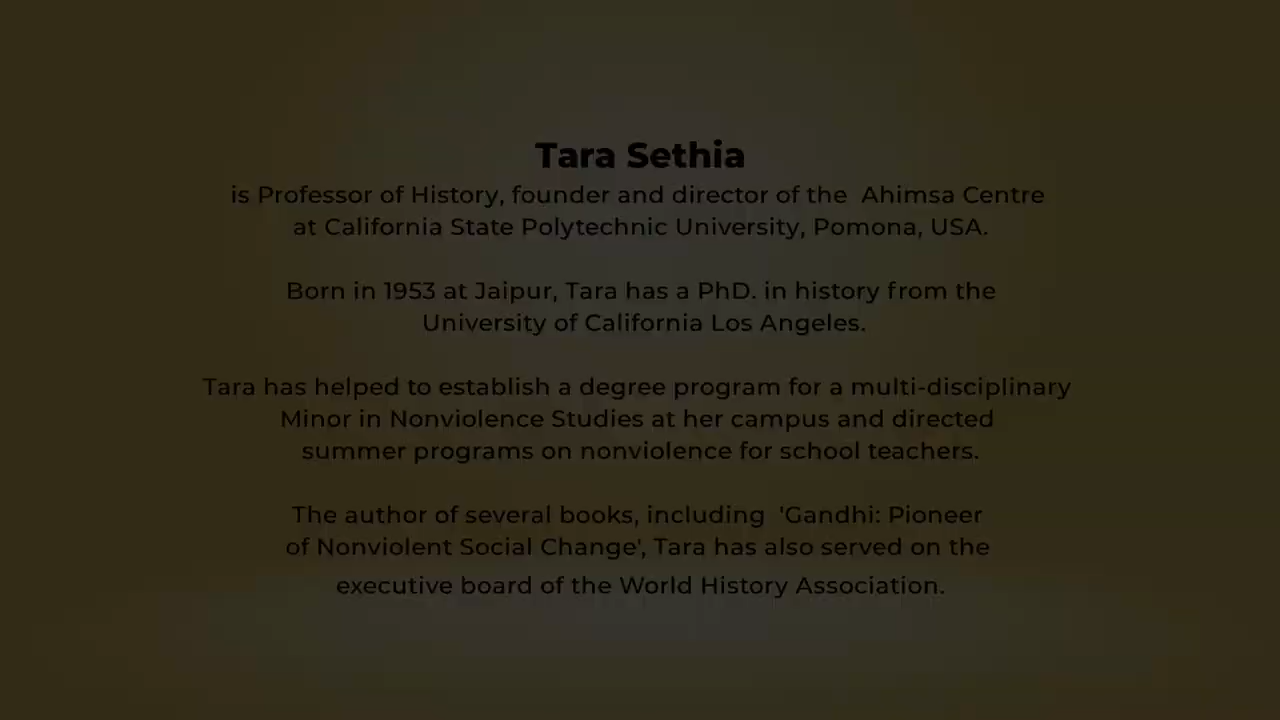 Tara Sethia
is Professor of History, founder and director of the Ahimsa Centre
at California State Polytechnic University, Pomona, USA.
Born in 1953 at Jaipur, Tara has a PhD. in history from the
University of California Los Angeles.
Tara has helped to establish a degree program for a multi-disciplinary
Minor in Nonviolence Studies at her campus and directed
summer programs on nonviolence for school teachers.
The author of several books, including 'Gandhi: Pioneer
of Nonviolent Social Change', Tara has also served on the
executive board of the World History Association.